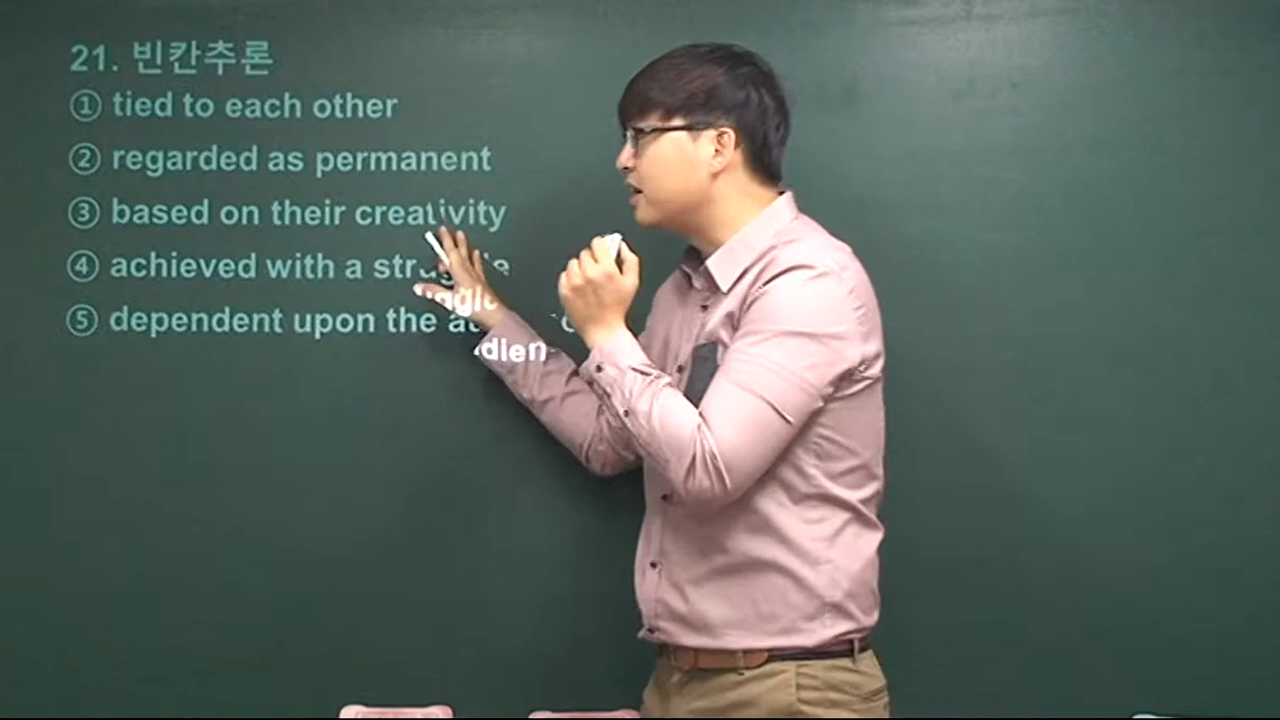 21. 빈칸추론
① tied to each other
② regarded as permanent
③ based on their creativity
④ achieved with a struggle
⑤ dependent upon the